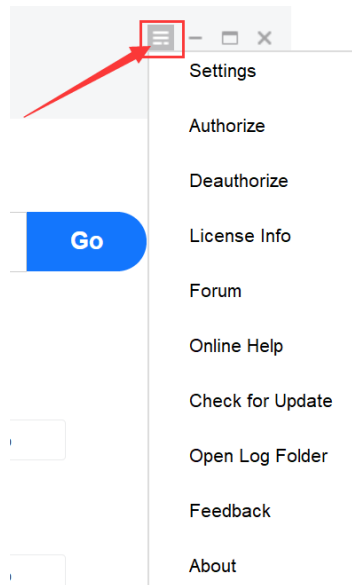 Settings
Authorize
Deauthorize
Go
License Info
Forum
Online Help
Check for Update
Open Log Folder
Feedback
About